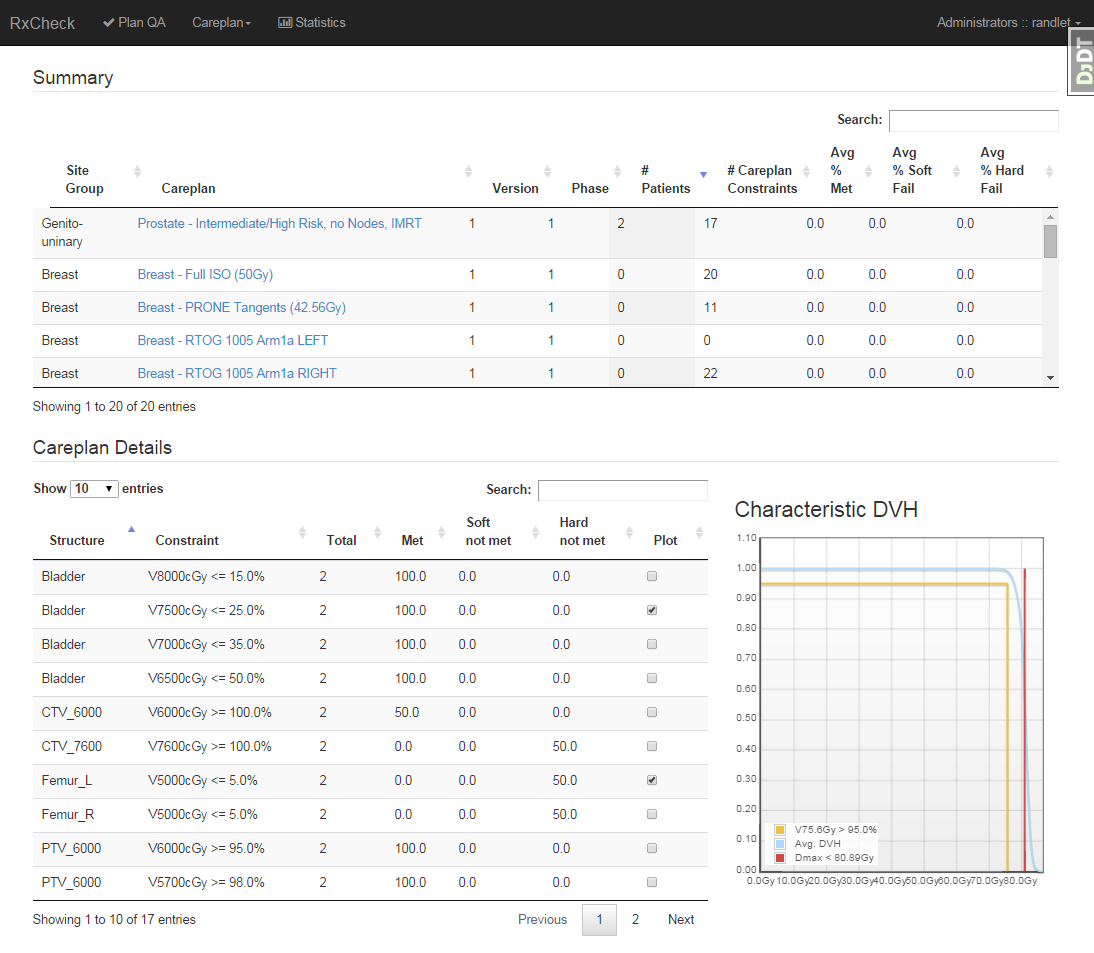 RxCheck Plan QA Careplan Statistics Administrators :: randlet
DjDT
Summary
Search:
Site Group Careplan Version Phase # Patients # Careplan Constraints Avg % Met Avg % Soft Fail Avg % Hard Fail
Genito-uninary Prostate - Intermediate/High Risk, no Nodes, IMRT 1 1 2 17 0.0 0.0 0.0
Breast Breast - Full ISO (50Gy) 1 1 0 20 0.0 0.0 0.0
Breast Breast - PRONE Tangents (42.56Gy) 1 1 0 11 0.0 0.0 0.0
Breast Breast - RTOG 1005 Arm1a LEFT 1 1 0 0 0.0 0.0 0.0
Breast Breast - RTOG 1005 Arm1a RIGHT 1 1 0 22 0.0 0.0 0.0
Showing 1 to 20 of 20 entries
Careplan Details
Show 10 entries Search:
Structure Constraint Total Met Soft not met Hard not met Plot
Bladder V8000cGy <= 15.0% 2 100.0 0.0 0.0
Bladder V7500cGy <= 25.0% 2 100.0 0.0 0.0
Bladder V7000cGy <= 35.0% 2 100.0 0.0 0.0
Bladder V6500cGy <= 50.0% 2 100.0 0.0 0.0
CTV_6000 V6000cGy >= 100.0% 2 50.0 0.0 0.0
CTV_7600 V7600cGy >= 100.0% 2 0.0 0.0 50.0
Femur_L V5000cGy <= 5.0% 2 0.0 0.0 50.0
Femur_R V5000cGy <= 5.0% 2 0.0 0.0 50.0
PTV_6000 V6000cGy >= 95.0% 2 100.0 0.0 0.0
PTV_6000 V5700cGy >= 98.0% 2 100.0 0.0 0.0
Showing 1 to 10 of 17 entries Previous 1 2 Next
Characteristic DVH
1.10
1.00
0.90
0.80
0.70
0.60
0.50
0.40
0.30
0.20
0.10
0.00
V75.6Gy > 95.0%
Avg. DVH
Dmax < 80.89Gy
0.0Gy 10.0Gy 20.0Gy 30.0Gy 40.0Gy 50.0Gy 60.0Gy 70.0Gy 80.0Gy